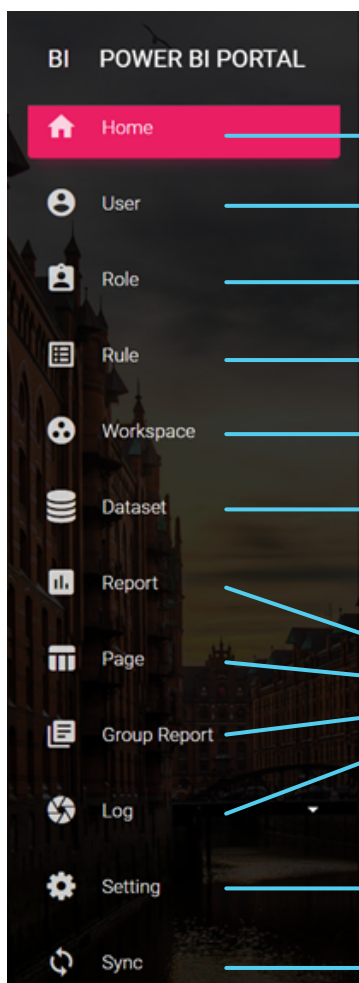 BI POWER BI PORTAL
Home
User
Role
Rule
Workspace
Dataset
Report
Page
Group Report
Log
Setting
Sync